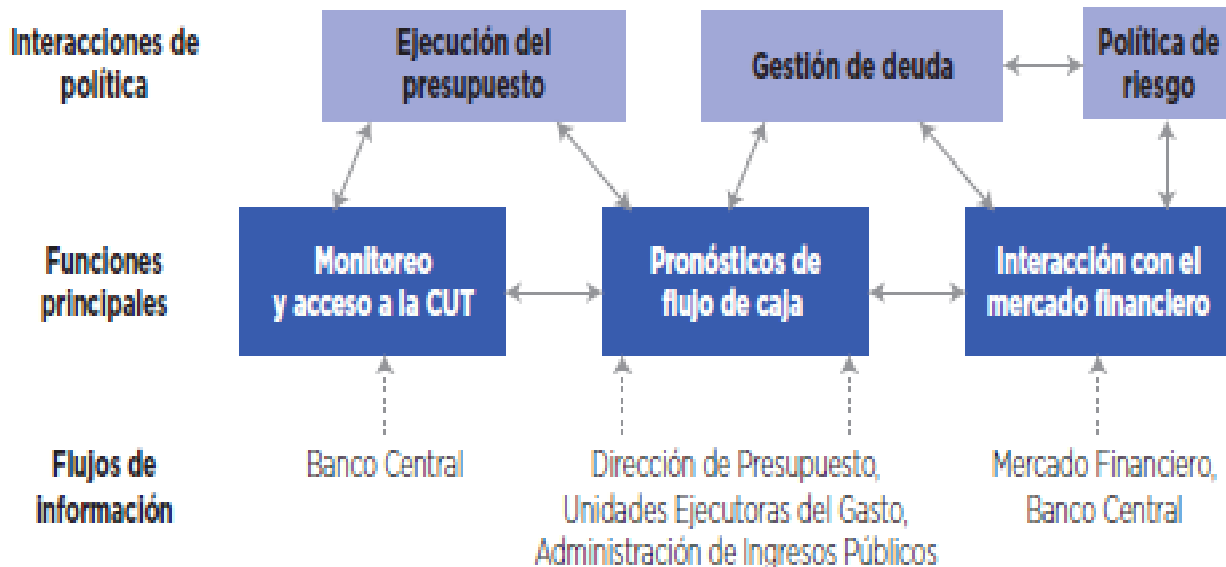 Interacciones de
política
Ejecución del
presupuesto
Gestión de deuda
Política de
riesgo
Funciones
principales
Monitoreo
y acceso a la CUT
Pronósticos de
flujo de caja
Interacción con el
mercado financiero
Flujos de
información
Banco Central
Dirección de Presupuesto,
Unidades Ejecutoras del Gasto,
Administración de Ingresos Públicos
Mercado Financiero,
Banco Central